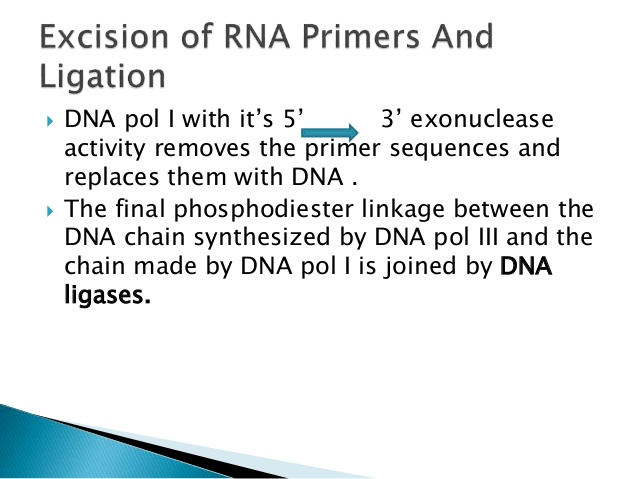 Excision of RNA Primers And
Ligation
DNA pol I with it’s 5’ 3’ exonuclease
activity removes the primer sequences and
replaces them with DNA .
The final phosphodiester linkage between the
DNA chain synthesized by DNA pol III and the
chain made by DNA pol I is joined by DNA
ligases.